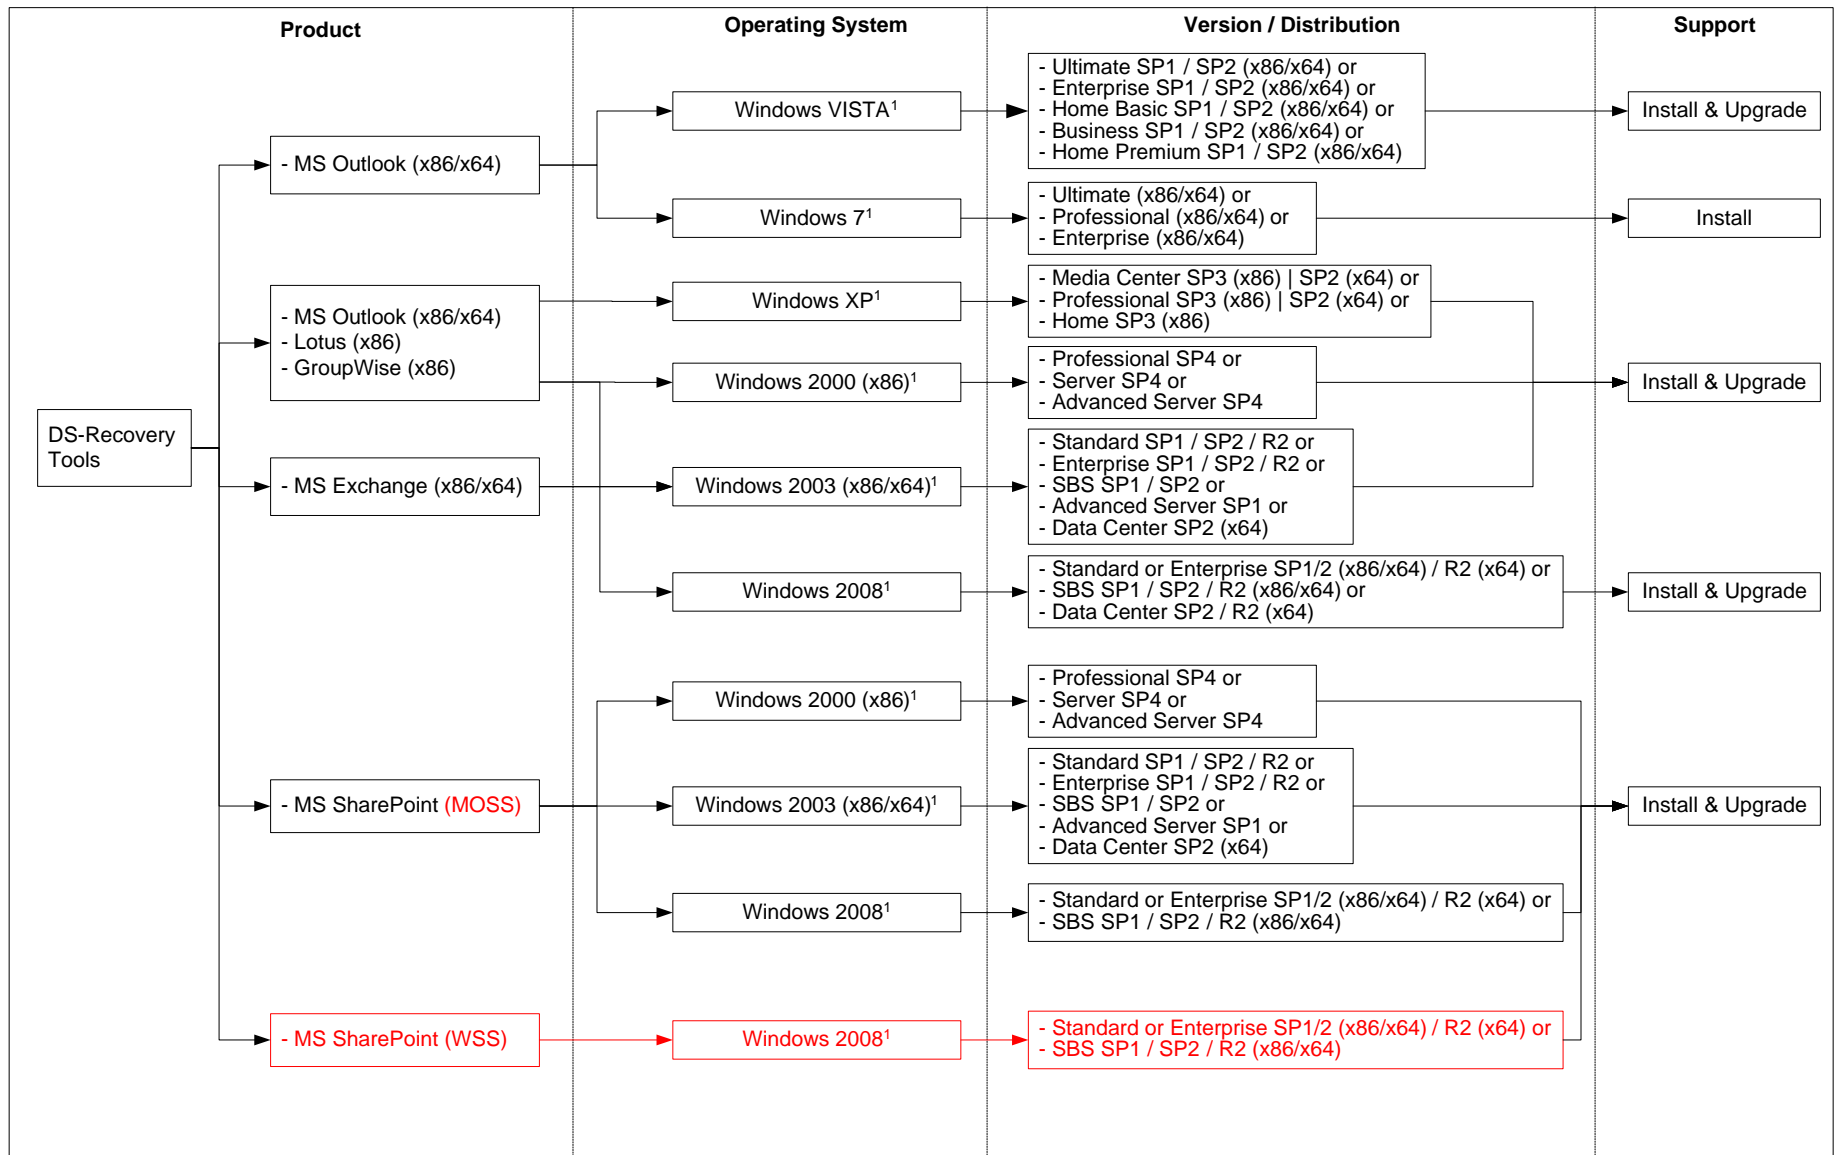 Product
Operating System
Version / Distribution
Support
DS-Recovery
Tools
- MS Outlook (x86/x64)
Windows VISTA¹
- Ultimate SP1 / SP2 (x86/x64) or
- Enterprise SP1 / SP2 (x86/x64) or
- Home Basic SP1 / SP2 (x86/x64) or
- Business SP1 / SP2 (x86/x64) or
- Home Premium SP1 / SP2 (x86/x64)
Install & Upgrade
Windows 7¹
- Ultimate (x86/x64) or
- Professional (x86/x64) or
- Enterprise (x86/x64)
Install
- MS Outlook (x86/x64)
- Lotus (x86)
- GroupWise (x86)
Windows XP¹
- Media Center SP3 (x86) | SP2 (x64) or
- Professional SP3 (x86) | SP2 (x64) or
- Home SP3 (x86)
Windows 2000 (x86)¹
- Professional SP4 or
- Server SP4 or
- Advanced Server SP4
Install & Upgrade
- MS Exchange (x86/x64)
Windows 2003 (x86/x64)¹
- Standard SP1 / SP2 / R2 or
- Enterprise SP1 / SP2 / R2 or
- SBS SP1 / SP2 or
- Advanced Server SP1 or
- Data Center SP2 (x64)
Windows 2008¹
- Standard or Enterprise SP1/2 (x86/x64) / R2 (x64) or
- SBS SP1 / SP2 / R2 (x86/x64) or
- Data Center SP2 / R2 (x64)
Install & Upgrade
- MS SharePoint (MOSS)
Windows 2000 (x86)¹
- Professional SP4 or
- Server SP4 or
- Advanced Server SP4
Windows 2003 (x86/x64)¹
- Standard SP1 / SP2 / R2 or
- Enterprise SP1 / SP2 / R2 or
- SBS SP1 / SP2 or
- Advanced Server SP1 or
- Data Center SP2 (x64)
Install & Upgrade
Windows 2008¹
- Standard or Enterprise SP1/2 (x86/x64) / R2 (x64) or
- SBS SP1 / SP2 / R2 (x86/x64)
- MS SharePoint (WSS)
Windows 2008¹
- Standard or Enterprise SP1/2 (x86/x64) / R2 (x64) or
- SBS SP1 / SP2 / R2 (x86/x64)